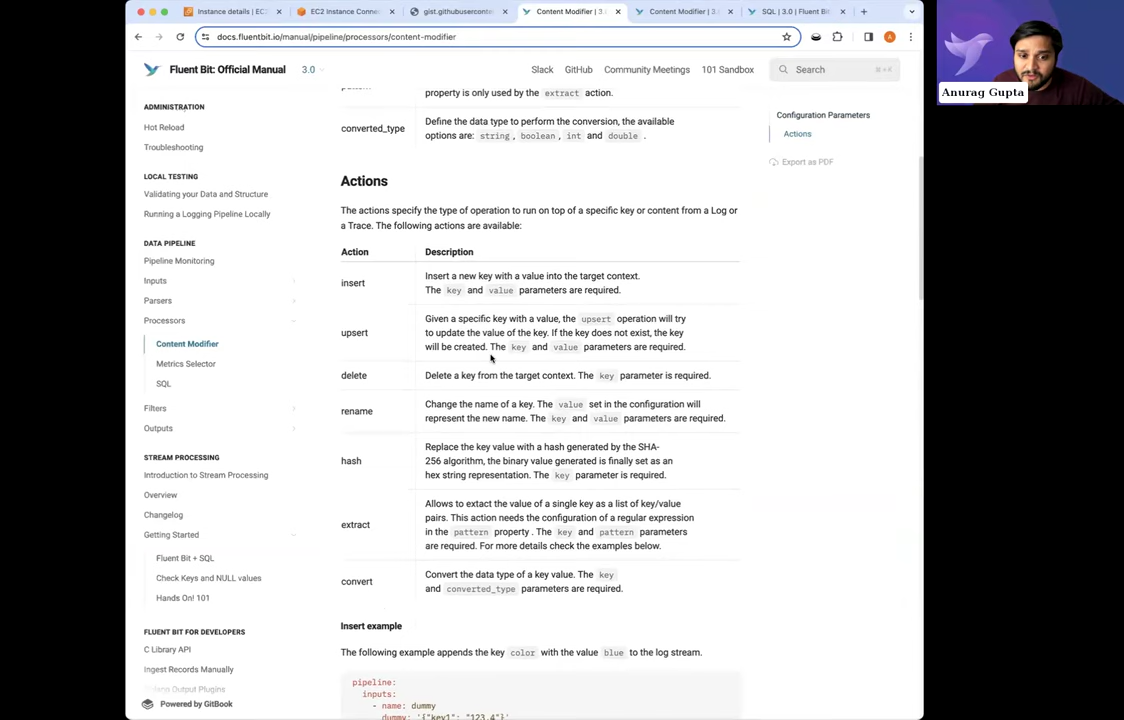 Instance details | EC2
EC2 Instance Connec
gist.githubusercontent
Content Modifier | 3.0
Content Modifier | 3.0
SQL | 3.0 | Fluent Bit:
docs.fluentbit.io/manual/pipeline/processors/content-modifier
A
Anurag Gupta
Fluent Bit: Official Manual
3.0
Slack
GitHub
Community Meetings
101 Sandbox
Search
⌘K
ADMINISTRATION
Hot Reload
Troubleshooting
LOCAL TESTING
Validating your Data and Structure
Running a Logging Pipeline Locally
DATA PIPELINE
Pipeline Monitoring
Inputs
Parsers
Processors
Content Modifier
Metrics Selector
SQL
Filters
Outputs
STREAM PROCESSING
Introduction to Stream Processing
Overview
Changelog
Getting Started
Fluent Bit + SQL
Check Keys and NULL values
Hands On! 101
FLUENT BIT FOR DEVELOPERS
C Library API
Ingest Records Manually
Golang Output Plugins
Powered by GitBook
property is only used by the extract action.
converted_type
Define the data type to perform the conversion, the available
options are: string , boolean , int and double .
Actions
The actions specify the type of operation to run on top of a specific key or content from a Log or
a Trace. The following actions are available:
Action
Description
insert
Insert a new key with a value into the target context.
The key and value parameters are required.
upsert
Given a specific key with a value, the upsert operation will try
to update the value of the key. If the key does not exist, the key
will be created. The key and value parameters are required.
delete
Delete a key from the target context. The key parameter is required.
rename
Change the name of a key. The value set in the configuration will
represent the new name. The key and value parameters are required.
hash
Replace the key value with a hash generated by the SHA-
256 algorithm, the binary value generated is finally set as an
hex string representation. The key parameter is required.
extract
Allows to extact the value of a single key as a list of key/value
pairs. This action needs the configuration of a regular expression
in the pattern property . The key and pattern parameters
are required. For more details check the examples below.
convert
Convert the data type of a key value. The key
and converted_type parameters are required.
Insert example
The following example appends the key color with the value blue to the log stream.
pipeline:
inputs:
- name: dummy
dummy: '{"key1": "123.4"}'
Configuration Parameters
Actions
Export as PDF